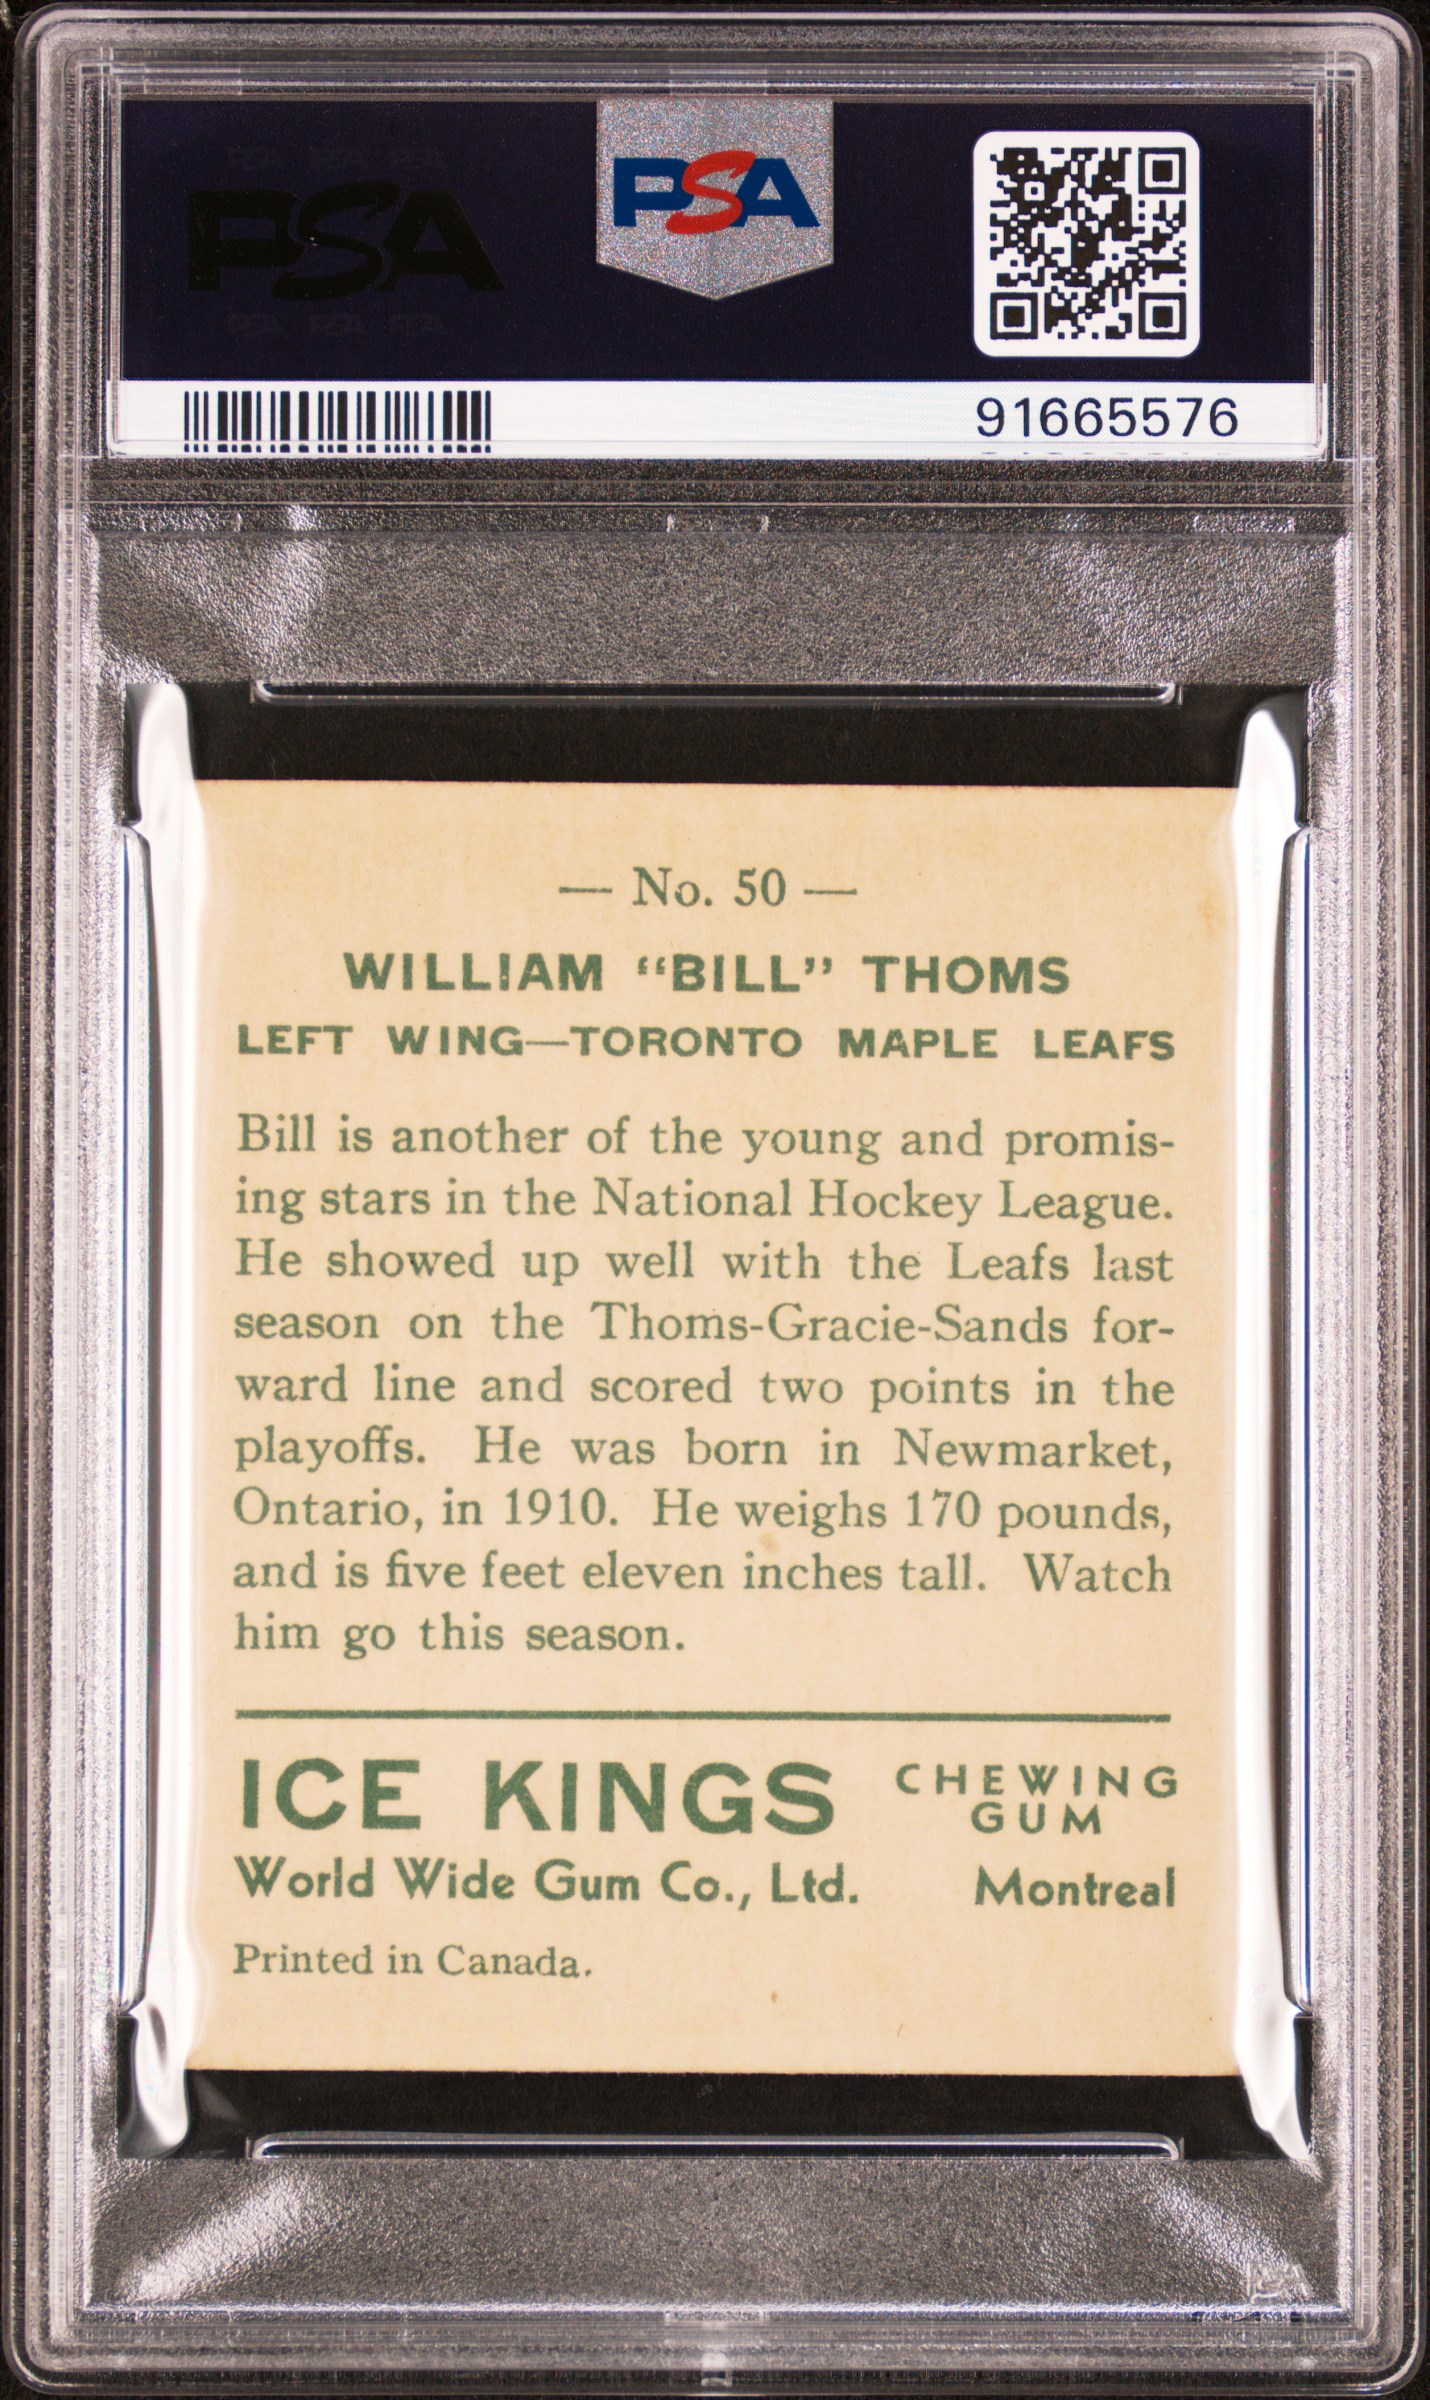 PSA
PSA
91665576
— No. 50 —
WILLIAM “BILL” THOMS
LEFT WING—TORONTO MAPLE LEAFS
Bill is another of the young and promis-
ing stars in the National Hockey League.
He showed up well with the Leafs last
season on the Thoms-Gracie-Sands for-
ward line and scored two points in the
playoffs. He was born in Newmarket,
Ontario, in 1910. He weighs 170 pounds,
and is five feet eleven inches tall. Watch
him go this season.
ICE KINGS CHEWING GUM
World Wide Gum Co., Ltd. Montreal
Printed in Canada.